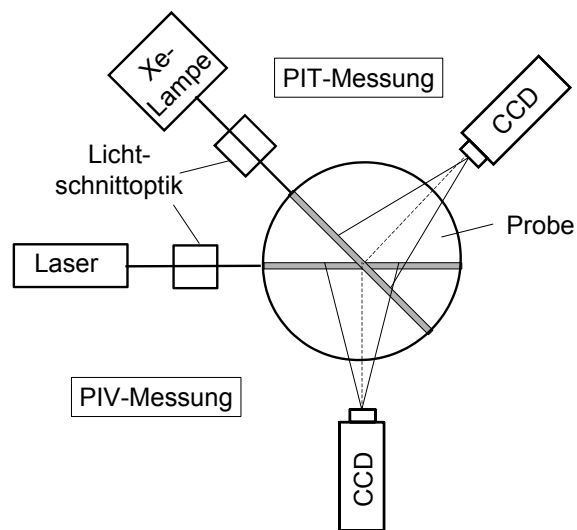 Xe-
Lampe
PIT-Messung
CCD
Licht-
schnittoptik
Probe
Laser
PIV-Messung
CCD